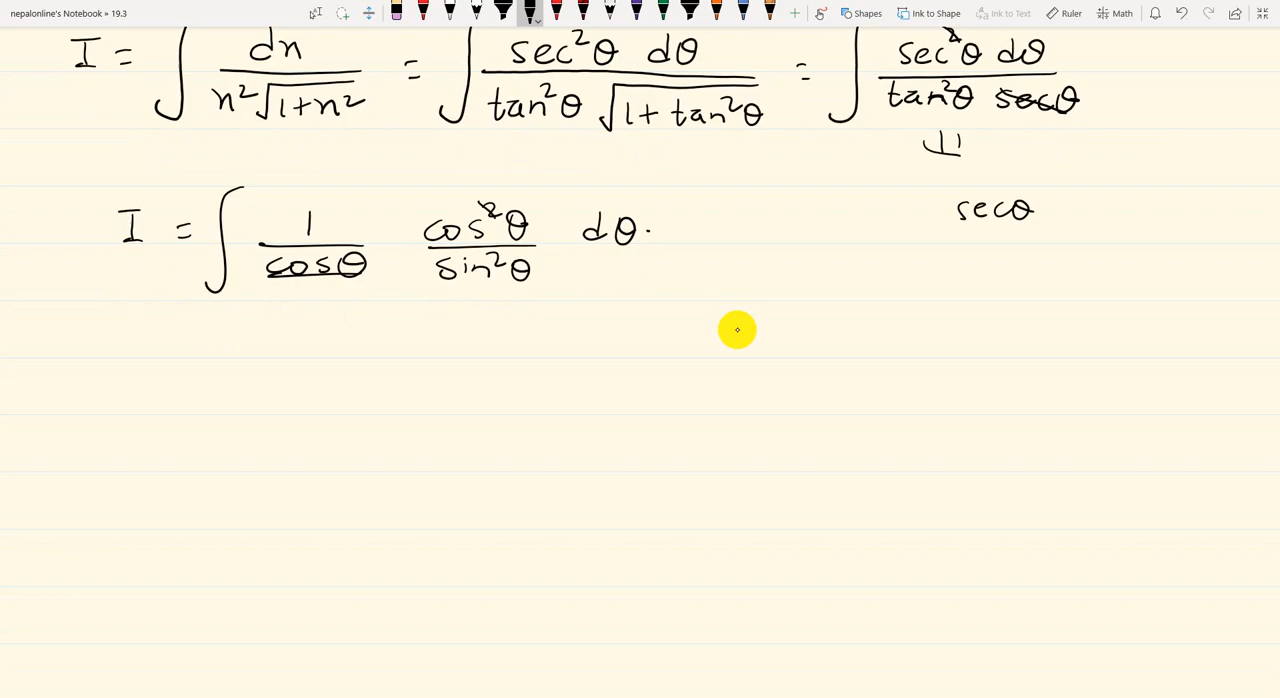 nepalonline's Notebook » 19.3
Shapes Ink to Shape Ink to Text Ruler Math
I = ∫ dx / (x²√(1+x²)) = ∫ sec²θ dθ / (tan²θ √(1+tan²θ)) = ∫ sec²θ dθ / (tan²θ secθ)
secθ
I = ∫ 1/cosθ cos²θ/sin²θ dθ.